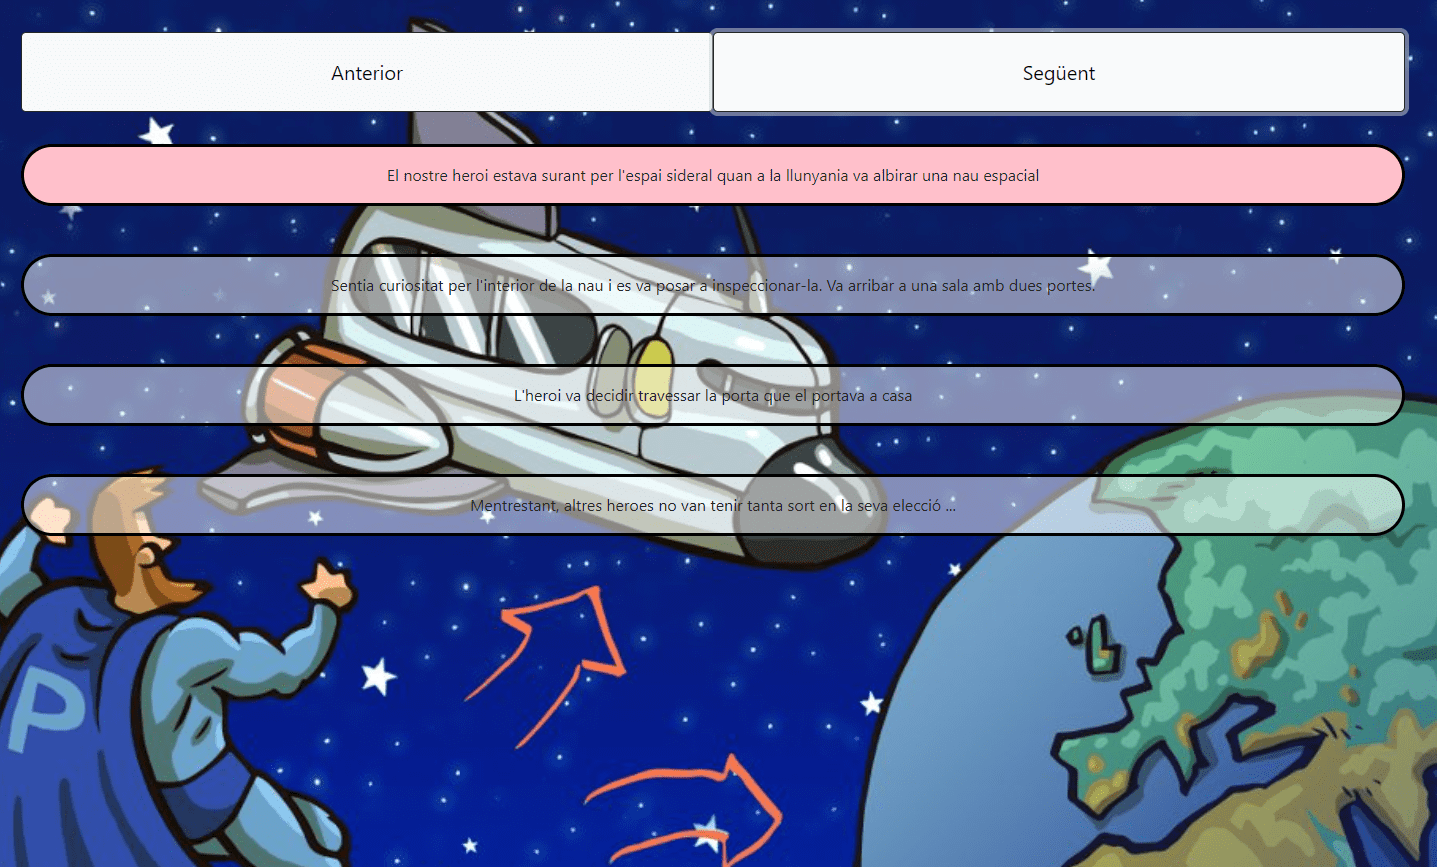 Anterior
Següent
El nostre heroi estava surant per l'espai sideral quan a la llunyania va albirar una nau espacial
Sentia curiositat per l'interior de la nau i es va posar a inspeccionar-la. Va arribar a una sala amb dues portes.
L'heroi va decidir travessar la porta que el portava a casa
Mentrestant, altres heroes no van tenir tanta sort en la seva elecció ...
P